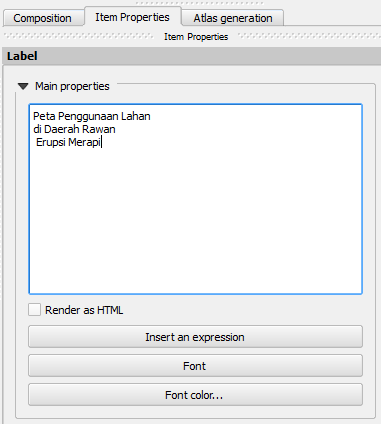 Composition Item Properties Atlas generation
Item Properties
Label
Main properties
Peta Penggunaan Lahan
di Daerah Rawan
Erupsi Merapi
Render as HTML
Insert an expression
Font
Font color...